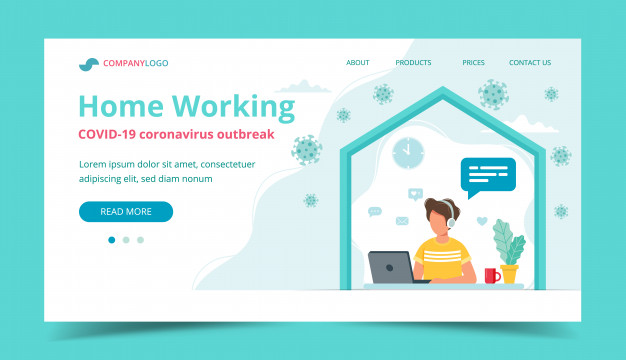 COMPANYLOGO
ABOUT PRODUCTS PRICES CONTACT US
Home Working
COVID-19 coronavirus outbreak
Lorem ipsum dolor sit amet, consectetuer
adipiscing elit, sed diam nonummy
READ MORE